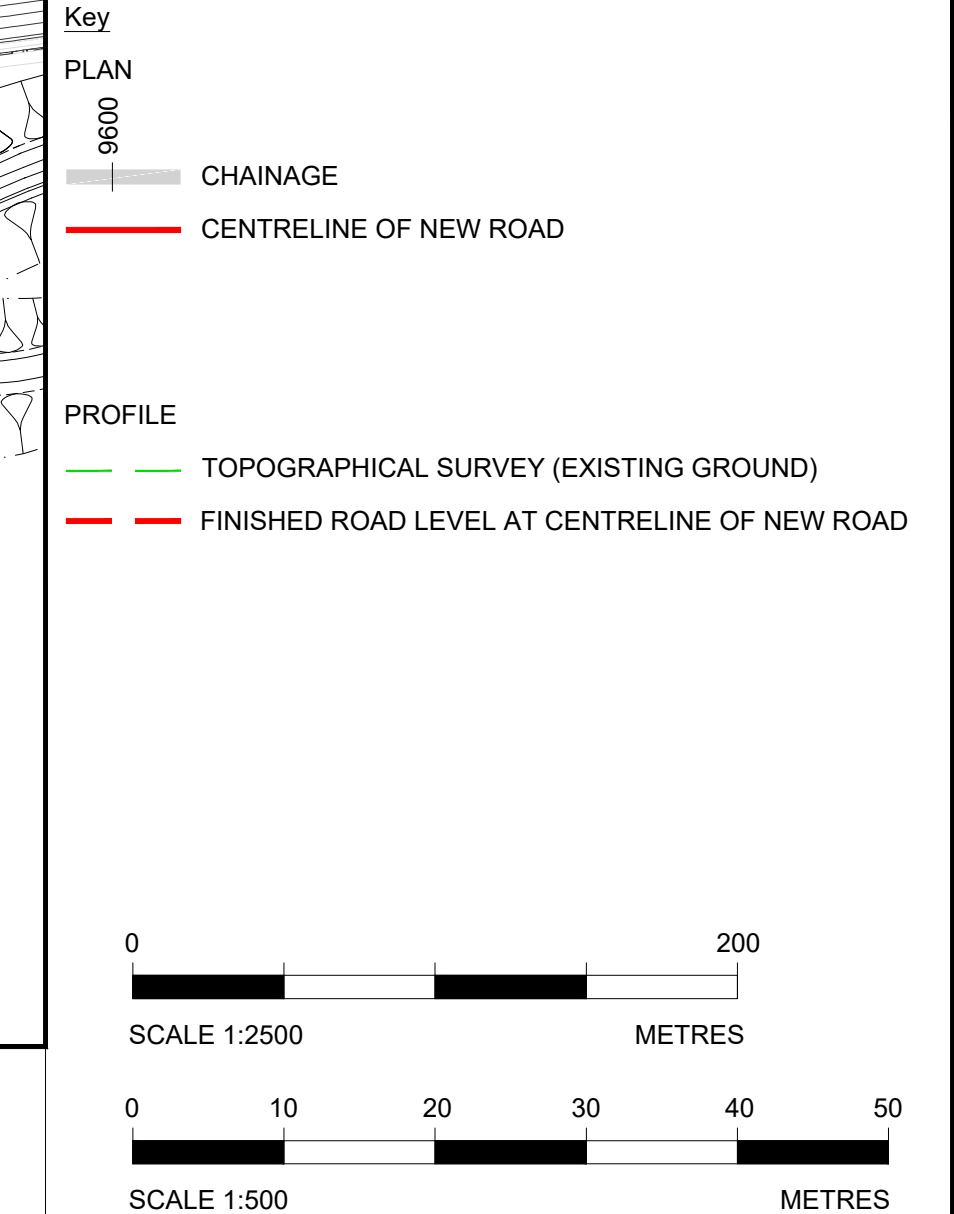 Key
PLAN
9600
CHAINAGE
CENTRELINE OF NEW ROAD
PROFILE
TOPOGRAPHICAL SURVEY (EXISTING GROUND)
FINISHED ROAD LEVEL AT CENTRELINE OF NEW ROAD
0 200
SCALE 1:2500 METRES
0 10 20 30 40 50
SCALE 1:500 METRES